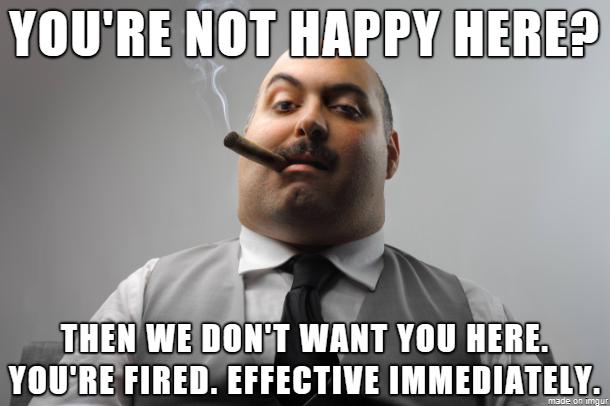 YOU'RE NOT HAPPY HERE?
THEN WE DON'T WANT YOU HERE.
YOU'RE FIRED. EFFECTIVE IMMEDIATELY.
made on imgur